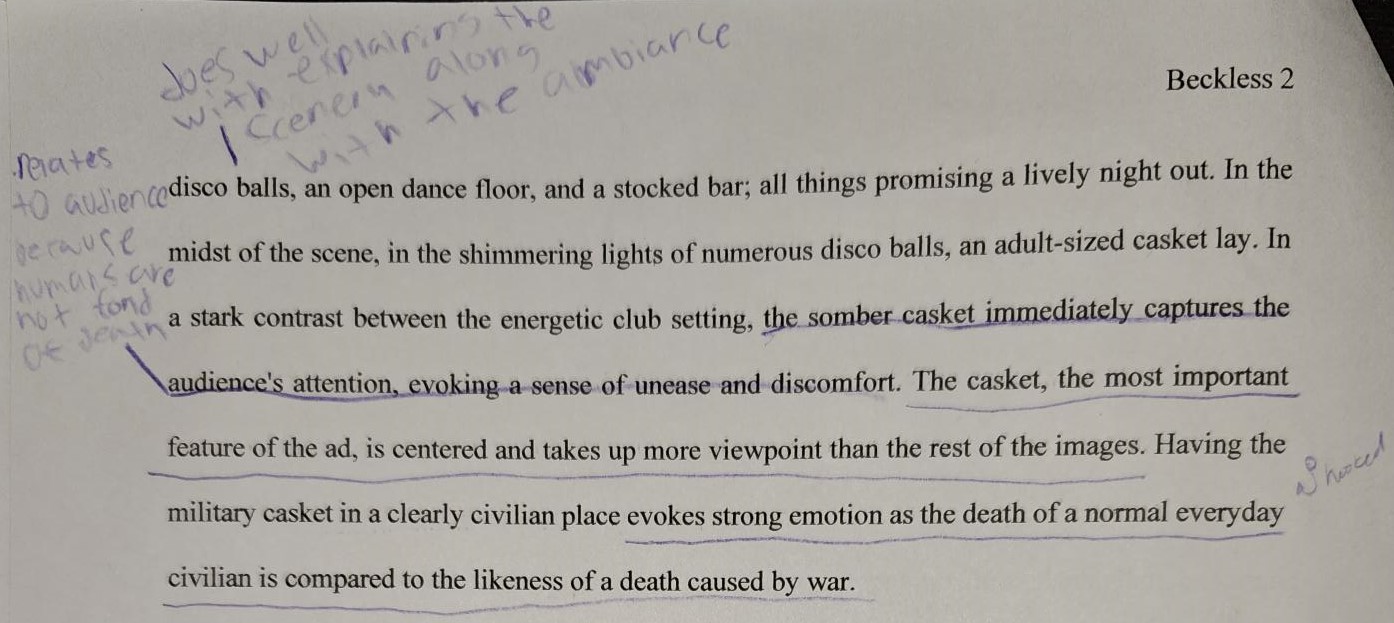 does well
with explaining the
scenery along
with the ambiance
Beckless 2
relates
to audience
because
humans are
not fond
of death
disco balls, an open dance floor, and a stocked bar; all things promising a lively night out. In the
midst of the scene, in the shimmering lights of numerous disco balls, an adult-sized casket lay. In
a stark contrast between the energetic club setting, the somber casket immediately captures the
audience's attention, evoking a sense of unease and discomfort. The casket, the most important
feature of the ad, is centered and takes up more viewpoint than the rest of the images. Having the
military casket in a clearly civilian place evokes strong emotion as the death of a normal everyday
civilian is compared to the likeness of a death caused by war.